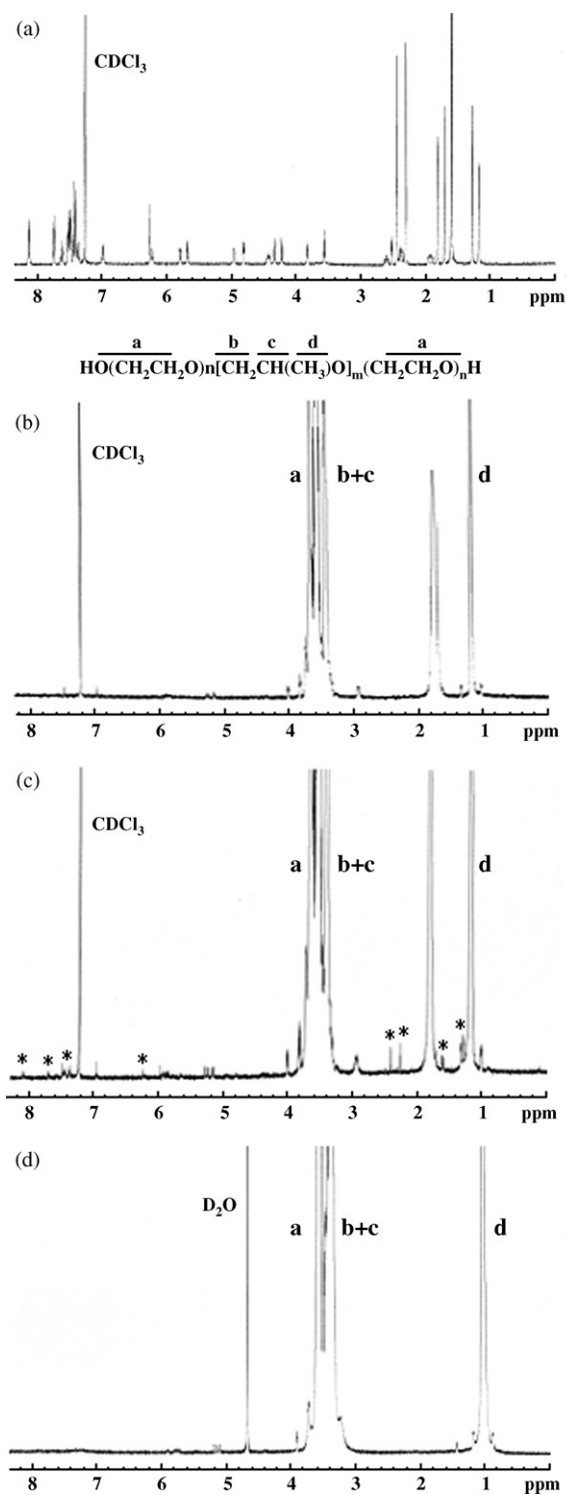 (a)
CDCl₃
8 7 6 5 4 3 2 1 ppm
a b c d a
HO(CH₂CH₂O)n[CH₂CH(CH₃)O]ₘ(CH₂CH₂O)ₙH
(b)
CDCl₃
a b+c d
8 7 6 5 4 3 2 1 ppm
(c)
CDCl₃
a b+c d
* * * * * * * *
8 7 6 5 4 3 2 1 ppm
(d)
D₂O
a b+c d
8 7 6 5 4 3 2 1 ppm